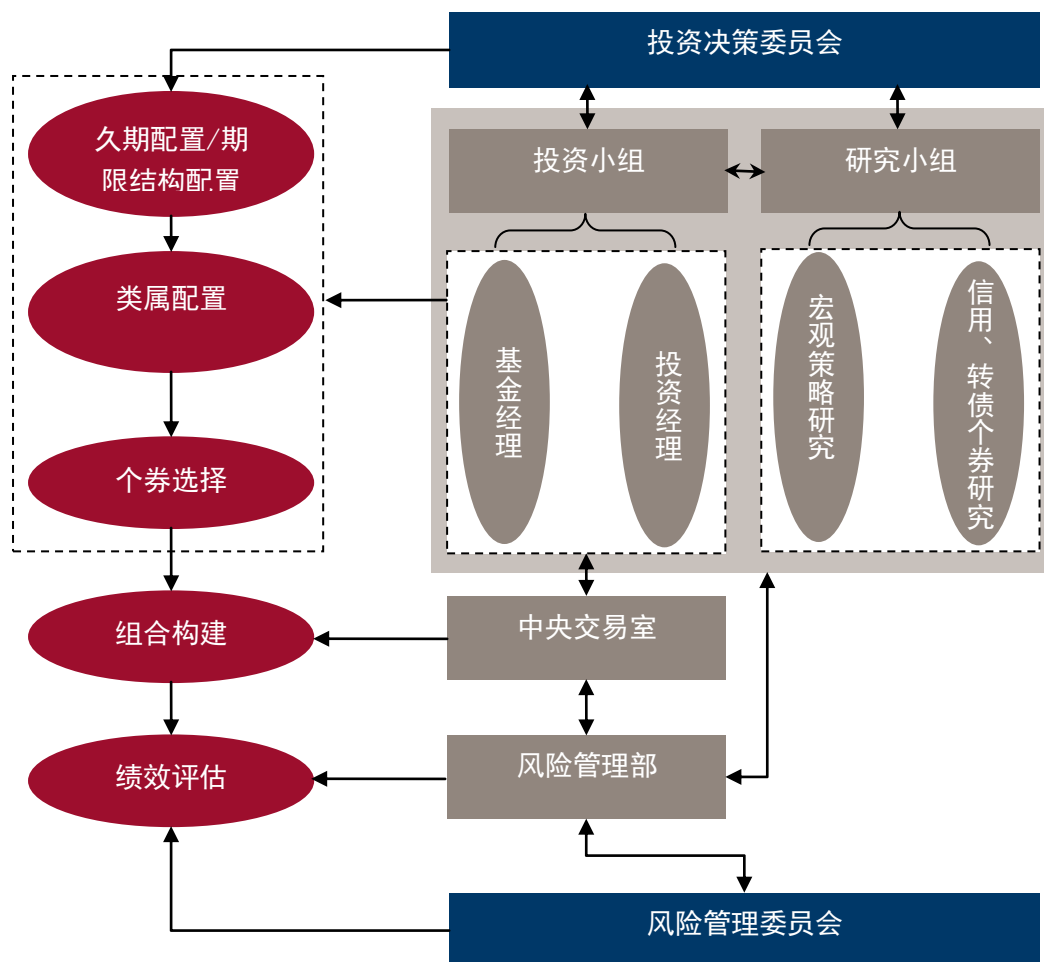 投资决策委员会
久期配置/期
限结构配置
投资小组
研究小组
类属配置
基金经理
投资经理
宏观策略研究
信用、转债个券研究
个券选择
组合构建
中央交易室
绩效评估
风险管理部
风险管理委员会